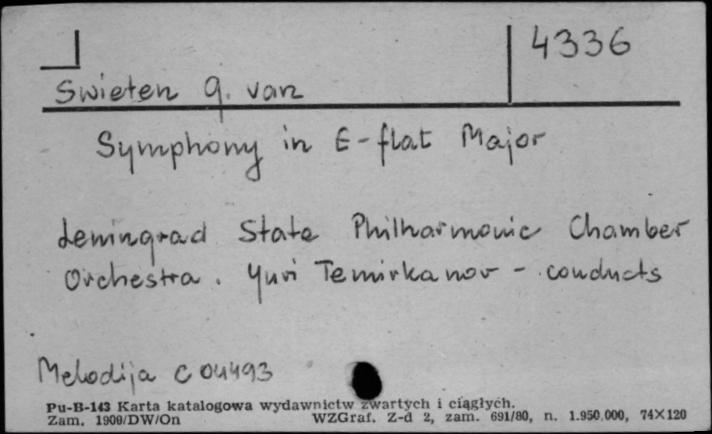 4336
Swieten G. van
Symphony in E-flat Major
Leningrad State Philharmonic Chamber
Orchestra. Yuri Temirkanov - conducts
Melodija C 04493
Pu-B-143 Karta katalogowa wydawnictw zwartych i ciągłych.
Zam. 1909/DW/On WZGraf. Z-d 2, zam. 691/80, n. 1.950.000, 74X120